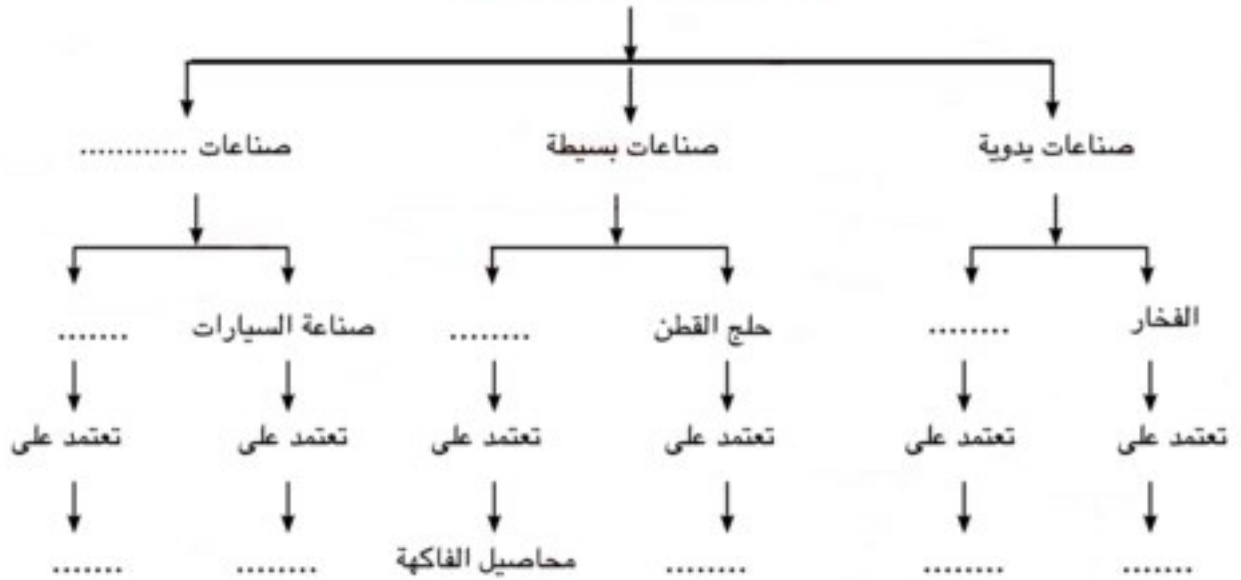 صناعات يدوية صناعات بسيطة صناعات ............
الفخار ........ حلج القطن ........ صناعة السيارات .......
تعتمد على تعتمد على تعتمد على تعتمد على تعتمد على تعتمد على
....... ........ ........ محاصيل الفاكهة ........ .......